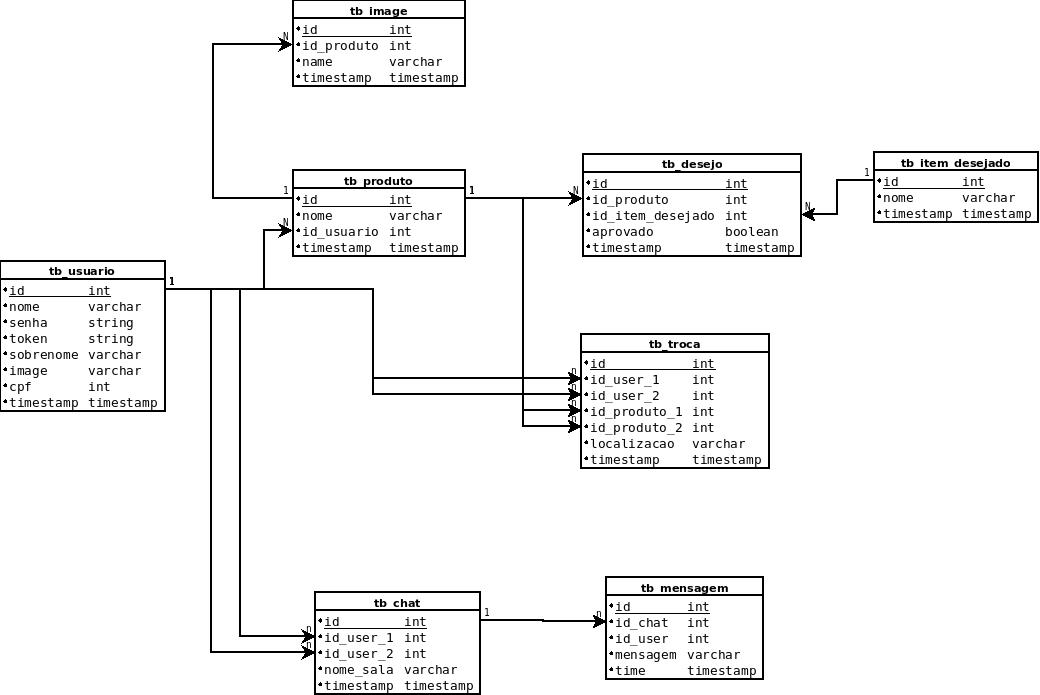 tb_image
id int
id_produto int
name varchar
timestamp timestamp
N
1
tb_produto
id int
nome varchar
id_usuario int
timestamp timestamp
N
1
tb_desejo
id int
id_produto int
id_item_desejado int
aprovado boolean
timestamp timestamp
N
N
1
tb_item_desejado
id int
nome varchar
timestamp timestamp
tb_usuario
id int
nome varchar
senha string
token string
sobrenome varchar
image varchar
cpf int
timestamp timestamp
1
tb_troca
id int
id_user_1 int
id_user_2 int
id_produto_1 int
id_produto_2 int
localizacao varchar
timestamp timestamp
n
n
n
n
tb_chat
id int
id_user_1 int
id_user_2 int
nome_sala varchar
timestamp timestamp
n
n
1
n
tb_mensagem
id int
id_chat int
id_user int
mensagem varchar
time timestamp